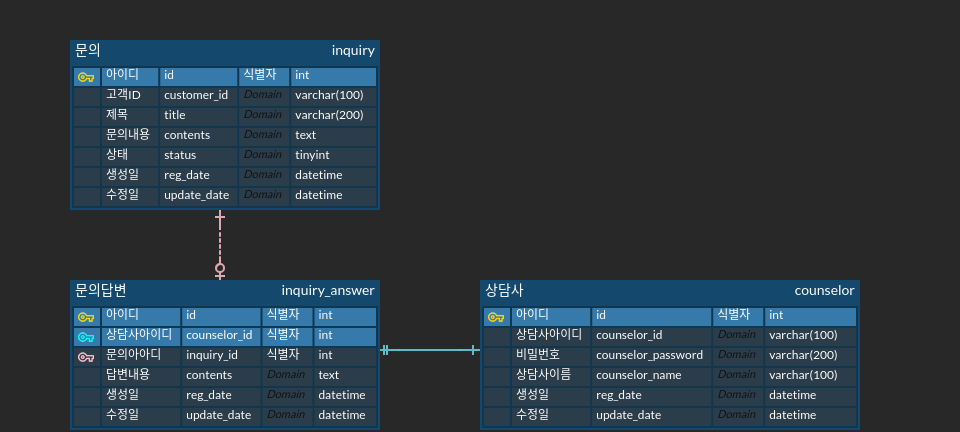 문의 inquiry
아이디 id 식별자 int
고객ID customer_id Domain varchar(100)
제목 title Domain varchar(200)
문의내용 contents Domain text
상태 status Domain tinyint
생성일 reg_date Domain datetime
수정일 update_date Domain datetime
문의답변 inquiry_answer
아이디 id 식별자 int
상담사아이디 counselor_id 식별자 int
문의아아디 inquiry_id 식별자 int
답변내용 contents Domain text
생성일 reg_date Domain datetime
수정일 update_date Domain datetime
상담사 counselor
아이디 id 식별자 int
상담사아이디 counselor_id Domain varchar(100)
비밀번호 counselor_password Domain varchar(200)
상담사이름 counselor_name Domain varchar(100)
생성일 reg_date Domain datetime
수정일 update_date Domain datetime